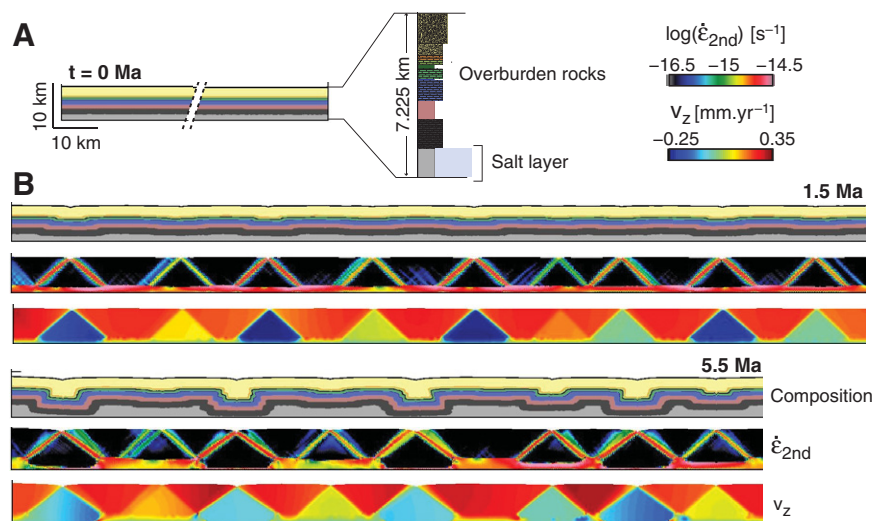 A
t = 0 Ma
10 km
10 km
7.225 km
Overburden rocks
Salt layer
log(ε̇2nd) [s⁻¹]
−16.5 −15 −14.5
vz [mm.yr⁻¹]
−0.25 0.35
B
1.5 Ma
5.5 Ma
Composition
ε̇2nd
vz